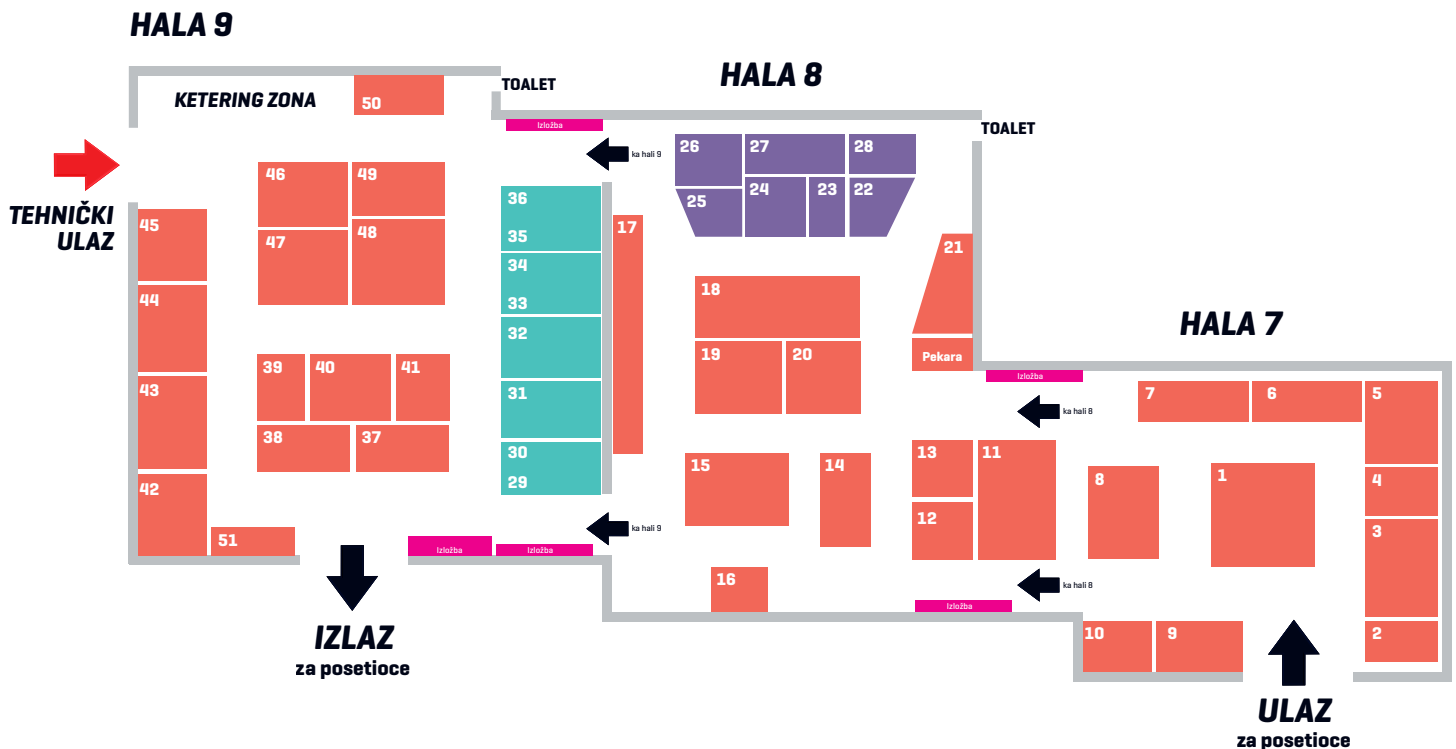 HALA 9
KETERING ZONA
50
TOALET
Izložba
HALA 8
TOALET
TEHNIČKI
ULAZ
46
49
47
48
45
44
43
42
51
39
40
41
38
37
36
35
34
33
32
31
30
29
ka hali 9
17
26
27
28
25
24
23
22
21
Pekara
18
19
20
15
14
13
11
12
16
ka hali 9
Izložba
Izložba
IZLAZ
za posetioce
HALA 7
Izložba
ka hali 8
7
6
5
4
3
2
8
1
ka hali 8
Izložba
10
9
ULAZ
za posetioce